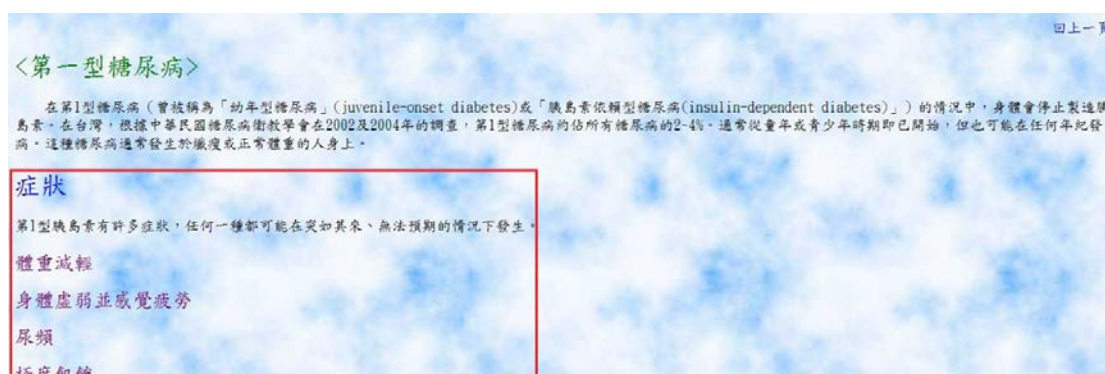 回上一頁
<第一型糖尿病>
在第1型糖尿病(曾被稱為「幼年型糖尿病」(juvenile-onset diabetes)或「胰島素依賴型糖尿病(insulin-dependent diabetes)」)的情況中，身體會停止製造胰
島素。在台灣，根據中華民國糖尿病衛教學會在2002及2004年的調查，第1型糖尿病約佔所有糖尿病的2-4%。通常從童年或青少年時期即已開始，但也可能在任何年紀發
病。這種糖尿病通常發生於纖瘦或正常體重的人身上。
症狀
第1型胰島素有許多症狀，任何一種都可能在突如其來、無法預期的情況下發生。
體重減輕
身體虛弱並感覺疲勞
尿頻
極度飢餓